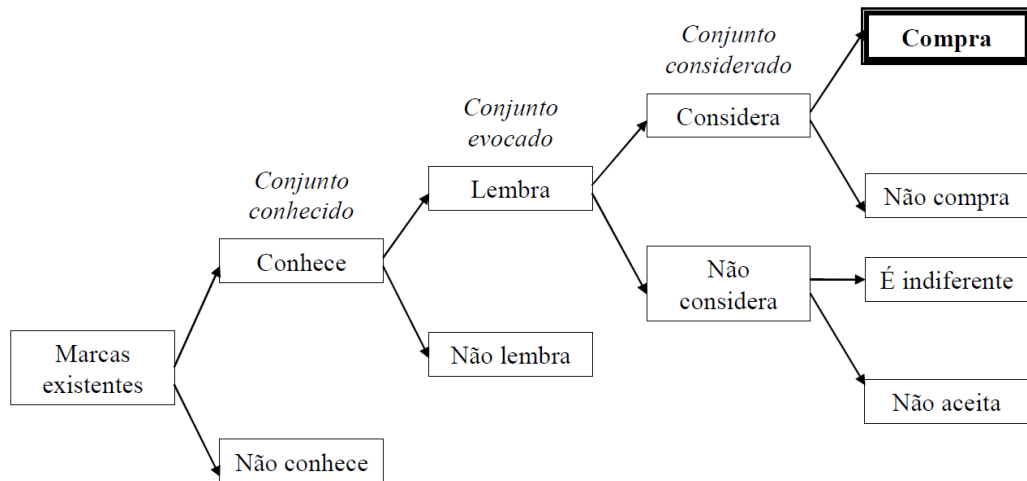 Conjunto
considerado
Compra
Conjunto
evocado
Considera
Conjunto
conhecido
Lembra
Não compra
Conhece
Não
considera
É indiferente
Marcas
existentes
Não lembra
Não aceita
Não conhece